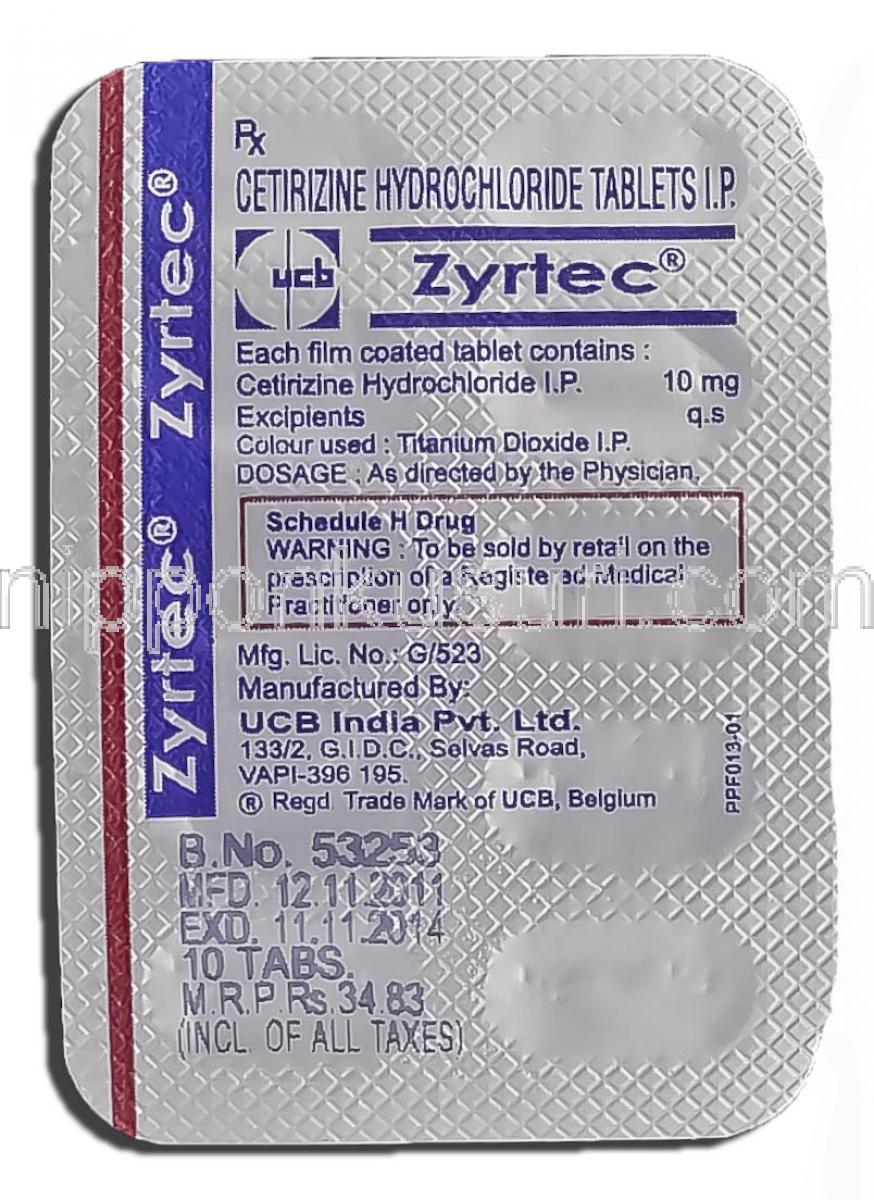 Rx
CETIRIZINE HYDROCHLORIDE TABLETS I.P.
ucb
Zyrtec®
Each film coated tablet contains :
Cetirizine Hydrochloride I.P. 10 mg
Excipients q.s
Colour used : Titanium Dioxide I.P.
DOSAGE : As directed by the Physician.
Schedule H Drug
WARNING : To be sold by retail on the
prescription of a Registered Medical
Practitioner only
Mfg. Lic. No.: G/523
Manufactured By:
UCB India Pvt. Ltd.
133/2, G.I.D.C., Selvas Road,
VAPI-396 195.
® Regd Trade Mark of UCB, Belgium
PPF013-01
B.No. 53253
MFD. 12.11.2011
EXD. 11.11.2014
10 TABS.
M.R.P.Rs.34.83
(INCL. OF ALL TAXES)
Zyrtec® Zyrtec®
nipponkusuri.com